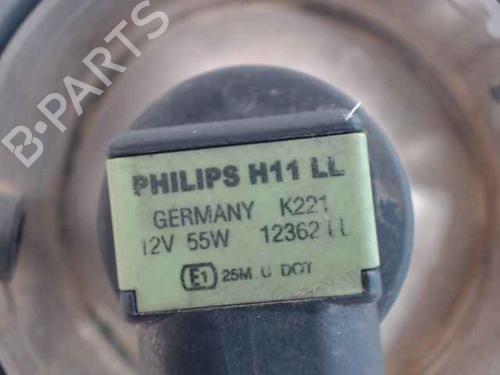 B-PARTS
PHILIPS H11 LL
GERMANY K221
12V 55W 12362 LL
E1 25M U DOT